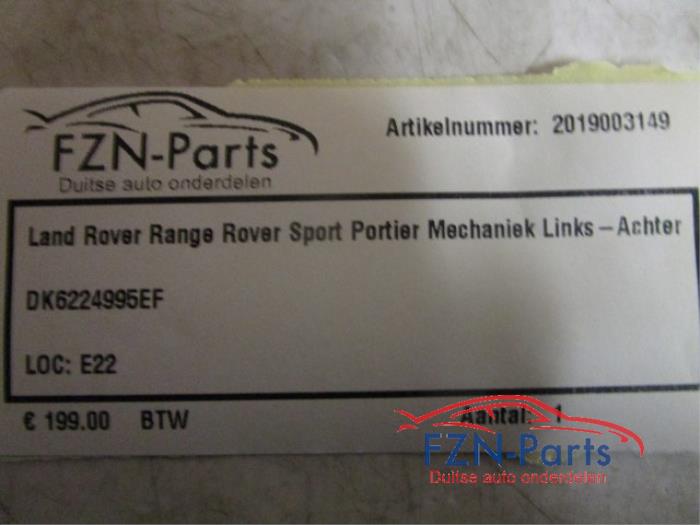 FZN-Parts
Duitse auto onderdelen
Artikelnummer: 2019003149
Land Rover Range Rover Sport Portier Mechaniek Links – Achter
DK6224995EF
LOC: E22
€ 199.00 BTW
Aantal: 1
FZN-Parts
Duitse auto onderdelen